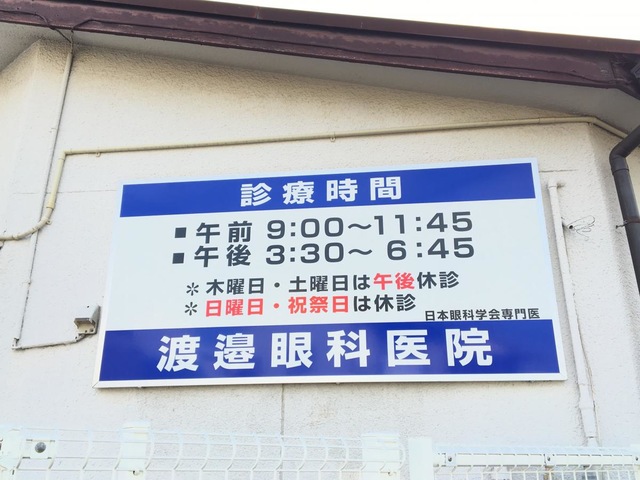 診療時間
■午前 9:00～11:45
■午後 3:30～ 6:45
＊木曜日・土曜日は午後休診
＊日曜日・祝祭日は休診
日本眼科学会専門医
渡邉眼科医院